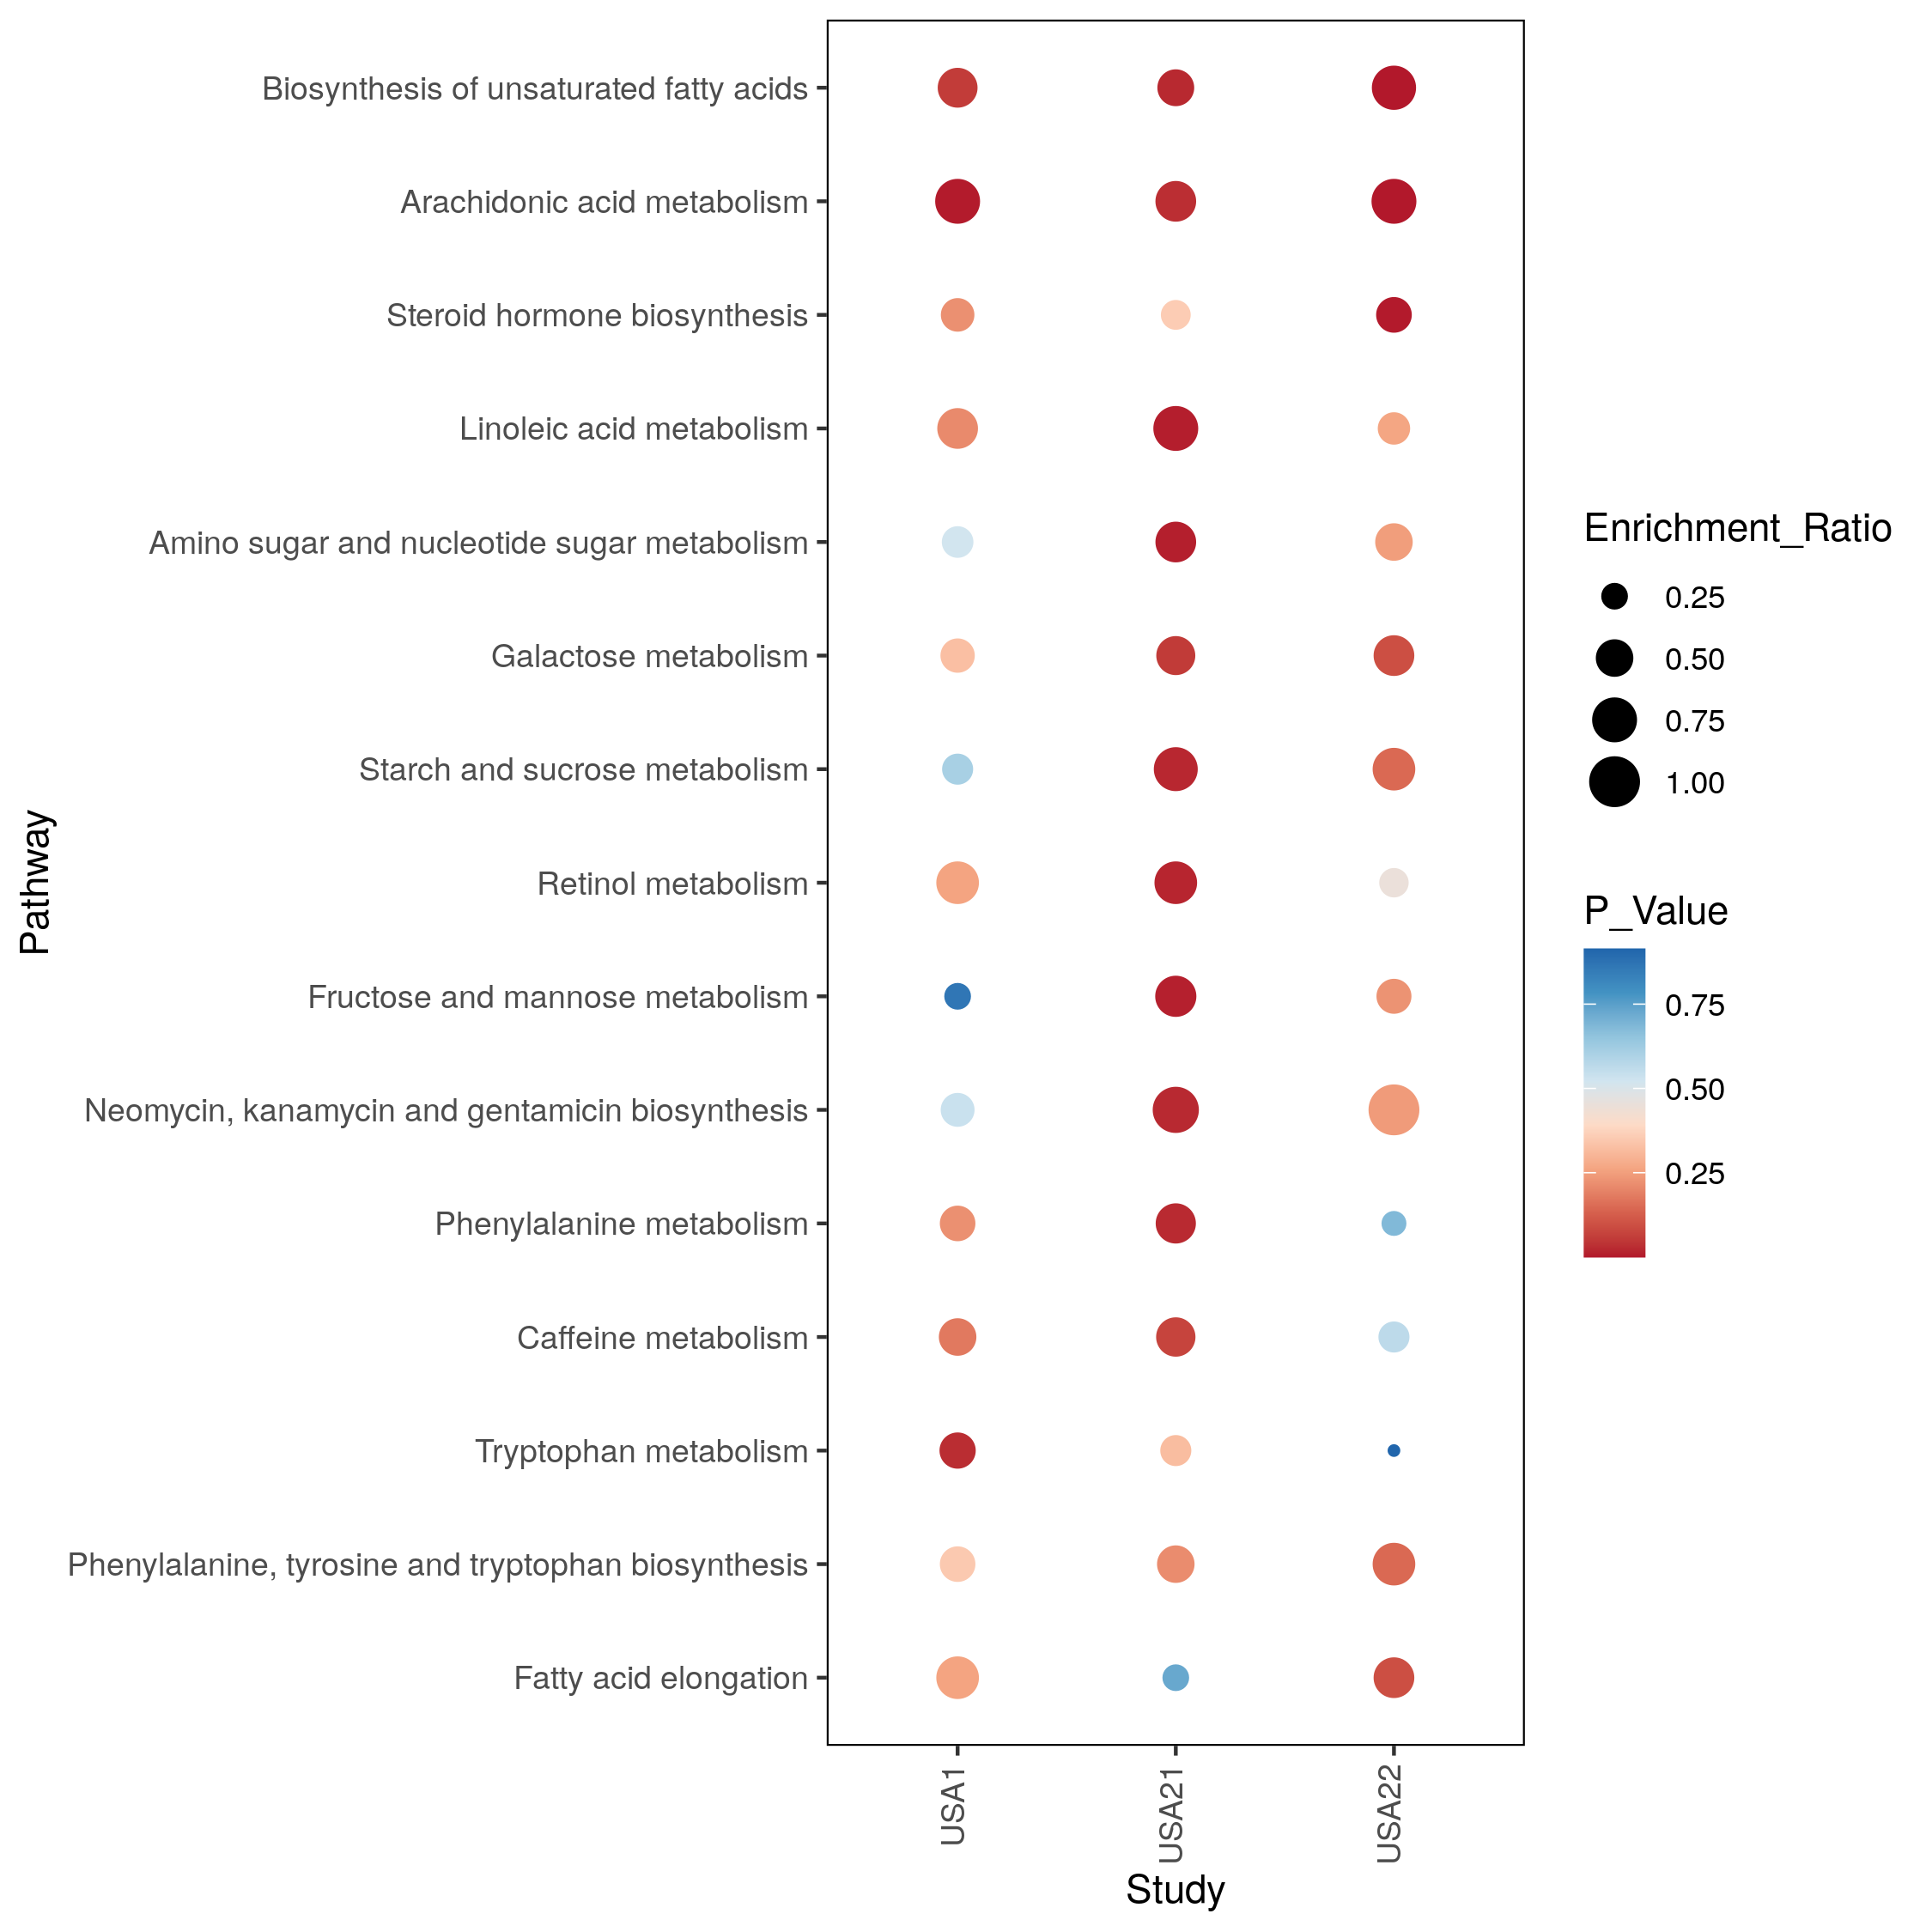 Biosynthesis of unsaturated fatty acids
Arachidonic acid metabolism
Steroid hormone biosynthesis
Linoleic acid metabolism
Amino sugar and nucleotide sugar metabolism
Galactose metabolism
Starch and sucrose metabolism
Retinol metabolism
Fructose and mannose metabolism
Neomycin, kanamycin and gentamicin biosynthesis
Phenylalanine metabolism
Caffeine metabolism
Tryptophan metabolism
Phenylalanine, tyrosine and tryptophan biosynthesis
Fatty acid elongation
Pathway
USA1
USA21
USA22
Study
Enrichment_Ratio
0.25
0.50
0.75
1.00
P_Value
0.75
0.50
0.25